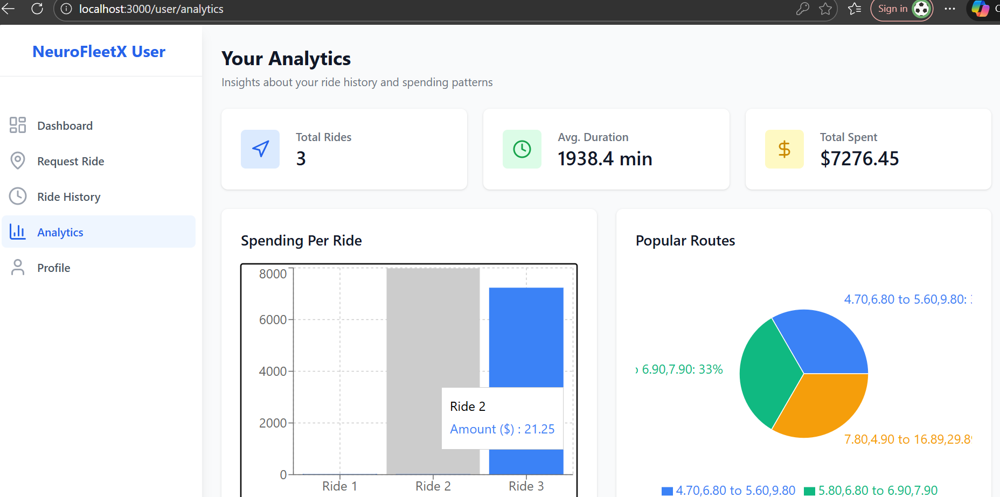 localhost:3000/user/analytics
Sign in
NeuroFleetX User
Dashboard
Request Ride
Ride History
Analytics
Profile
Your Analytics
Insights about your ride history and spending patterns
Total Rides
3
Avg. Duration
1938.4 min
Total Spent
$7276.45
Spending Per Ride
8000
6000
4000
2000
0
Ride 1
Ride 2
Ride 3
Ride 2
Amount ($) : 21.25
Popular Routes
4.70,6.80 to 5.60,9.80:
6.90,7.90: 33%
7.80,4.90 to 16.89,29.8
4.70,6.80 to 5.60,9.80
5.80,6.80 to 6.90,7.90